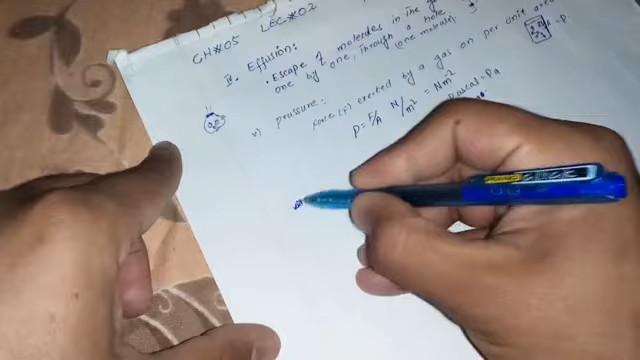 CH#05 LEC#02
iv. Effusion:
• Escape of molecules in the
one by one, through a hole
(one molecule)
v) pressure:
force (F) exerted by a gas on per unit area
P = F/A N/m² = Nm⁻²
Pascal = Pa
= P.